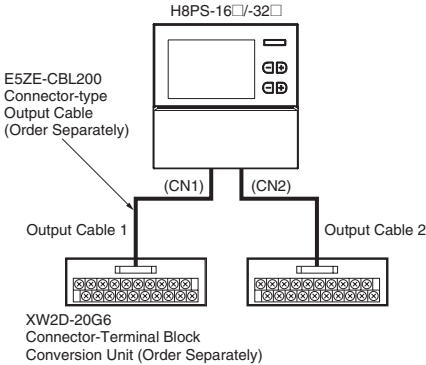 H8PS-16□/-32□
E5ZE-CBL200
Connector-type
Output Cable
(Order Separately)
(CN1)
(CN2)
Output Cable 1
Output Cable 2
XW2D-20G6
Connector-Terminal Block
Conversion Unit (Order Separately)